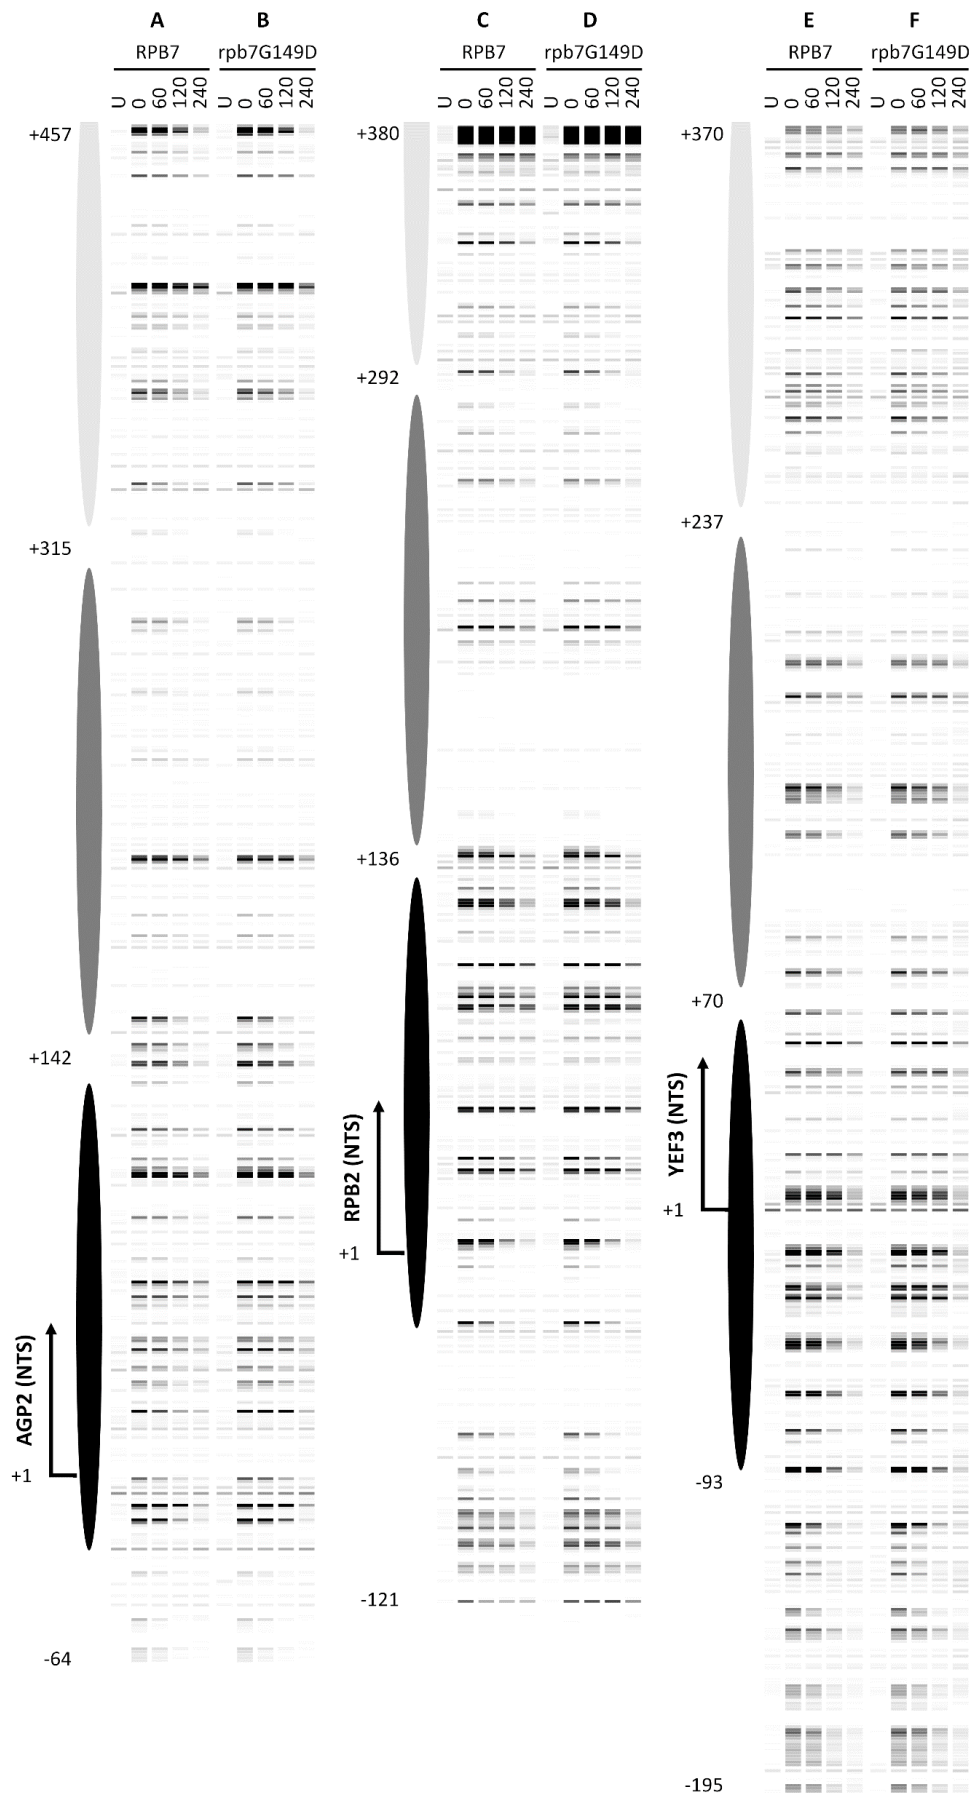 A B C D E F
RPB7 rpb7G149D RPB7 rpb7G149D RPB7 rpb7G149D
U 0 60 120 240 U 0 60 120 240 U 0 60 120 240 U 0 60 120 240 U 0 60 120 240 U 0 60 120 240
+457
+315
+142
AGP2 (NTS)
+1
-64
+380
+292
+136
RPB2 (NTS)
+1
-121
+370
+237
+70
YEF3 (NTS)
+1
-93
-195